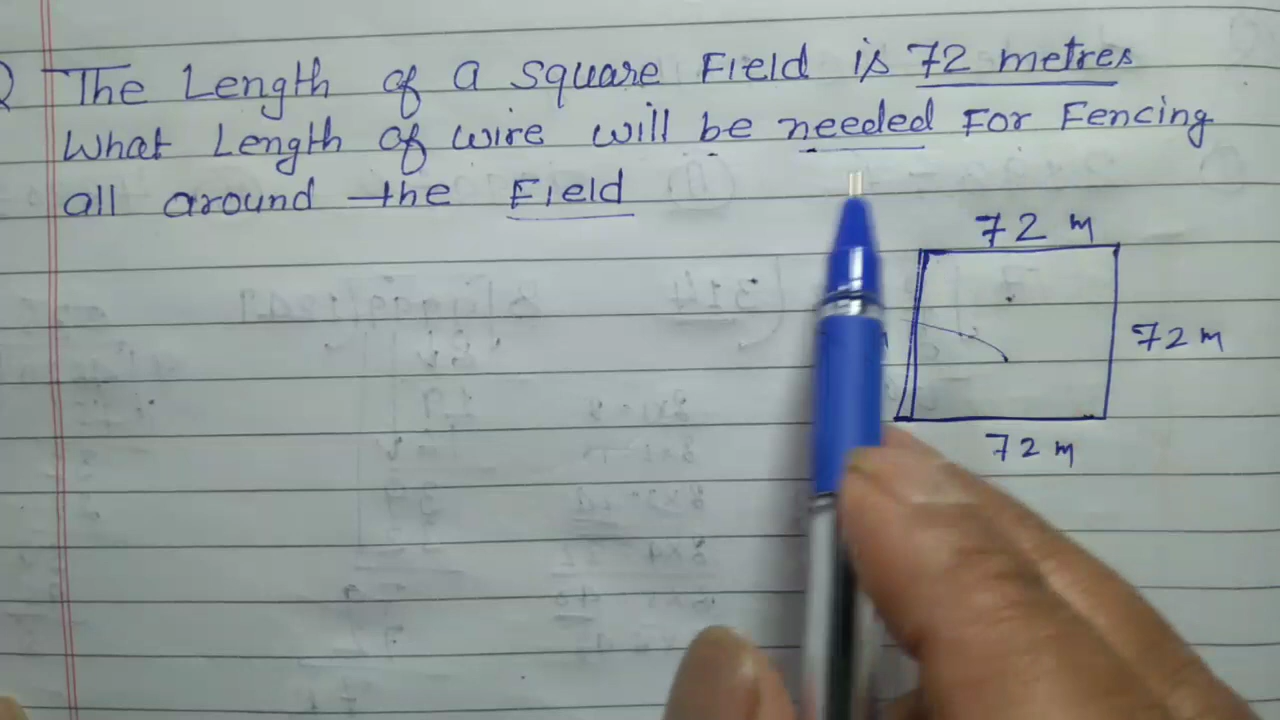 Q The Length of a square Field is 72 metres
What Length of wire will be needed For Fencing
all around the Field
72 m
72 m
72 m